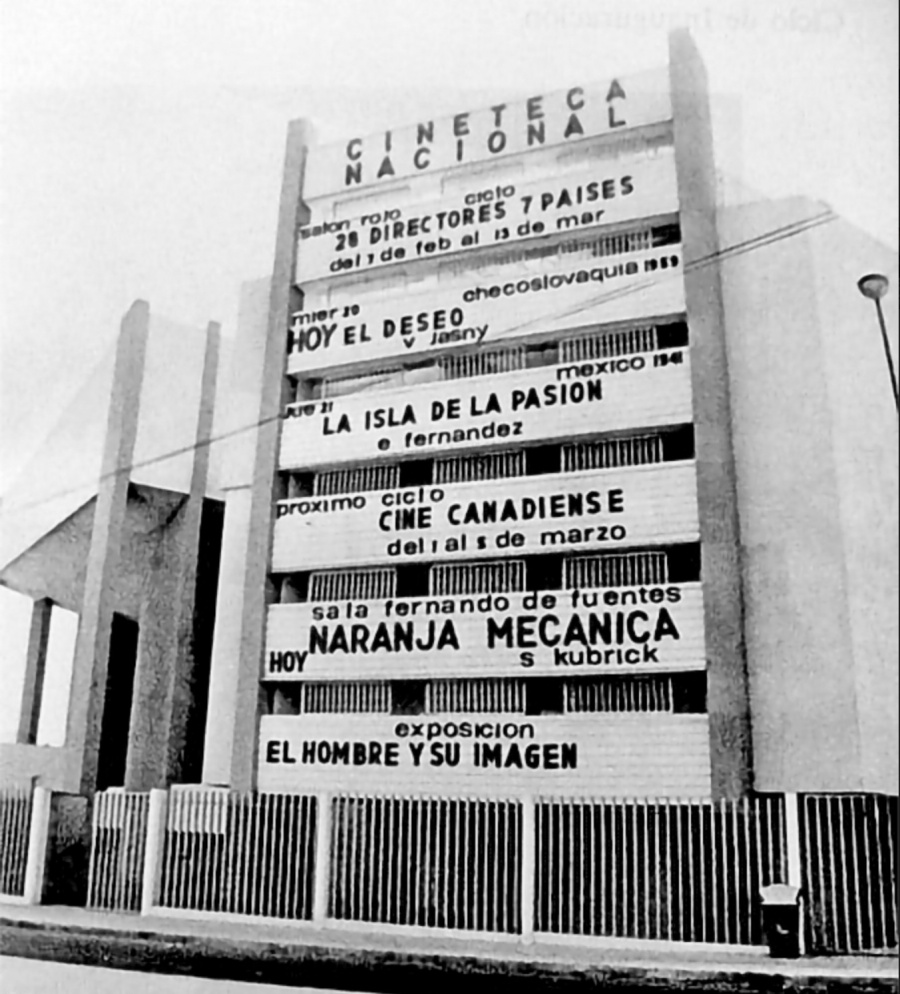 Ciclo de Inauguración
CINETECA
NACIONAL
salon rojo ciclo
28 DIRECTORES 7 PAISES
del 7 de feb al 13 de mar
mier 20 checoslovaquia 1959
HOY EL DESEO
v jasny
jue 21 mexico 1941
LA ISLA DE LA PASION
e fernandez
proximo ciclo
CINE CANADIENSE
del 1 al 5 de marzo
sala fernando de fuentes
NARANJA MECANICA
HOY s kubrick
exposicion
EL HOMBRE Y SU IMAGEN